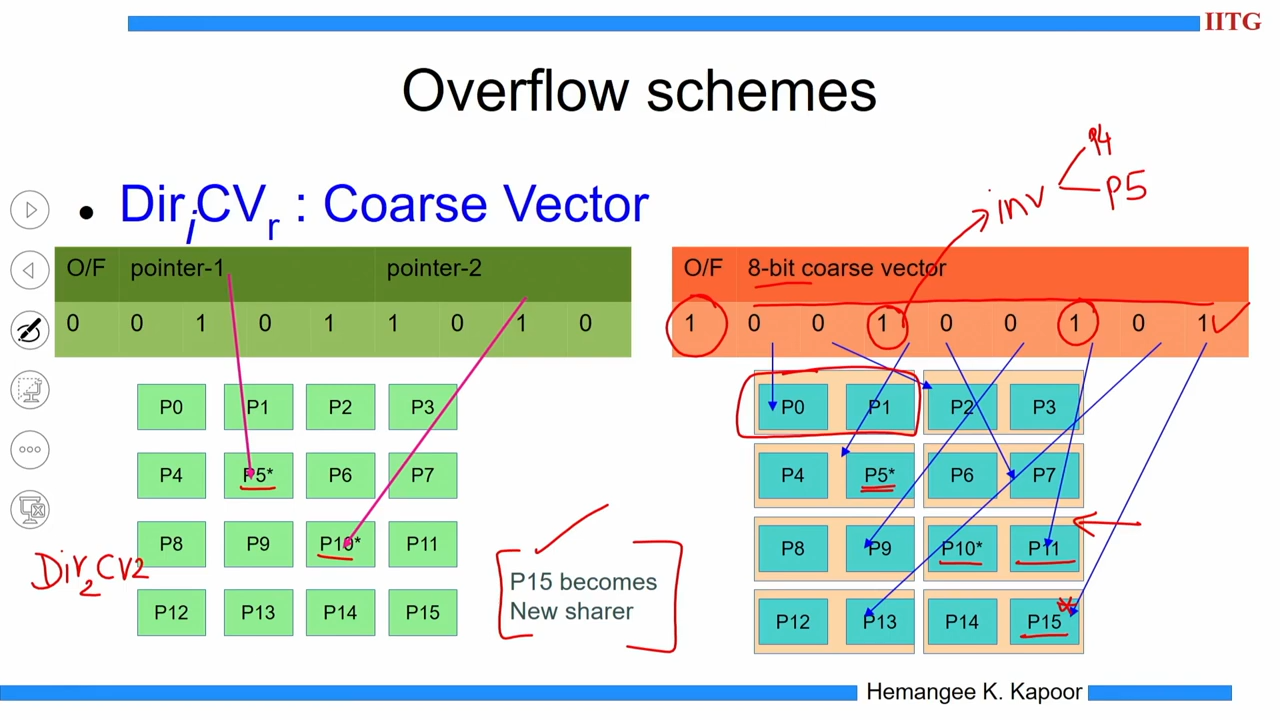 IITG
Overflow schemes
• DiriCVr : Coarse Vector
inv P4
P5
O/F pointer-1 pointer-2
0 0 1 0 1 1 0 1 0
O/F 8-bit coarse vector
1 0 0 1 0 0 1 0 1
P0 P1 P2 P3
P4 P5* P6 P7
P8 P9 P10* P11
P12 P13 P14 P15
Dir2CV2
P15 becomes
New sharer
P0 P1 P2 P3
P4 P5* P6 P7
P8 P9 P10* P11
P12 P13 P14 P15*
Hemangee K. Kapoor